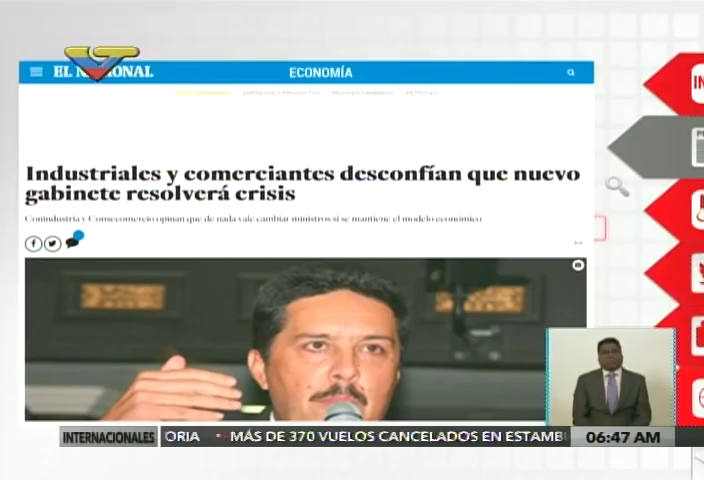 EL NACIONAL
ECONOMÍA
Industriales y comerciantes desconfían que nuevo
gabinete resolverá crisis
Conindustria y Consecomercio opinan que de nada vale cambiar ministros si se mantiene el modelo económico
IN
INTERNACIONALES
ORIA • MÁS DE 370 VUELOS CANCELADOS EN ESTAMB
06:47 AM